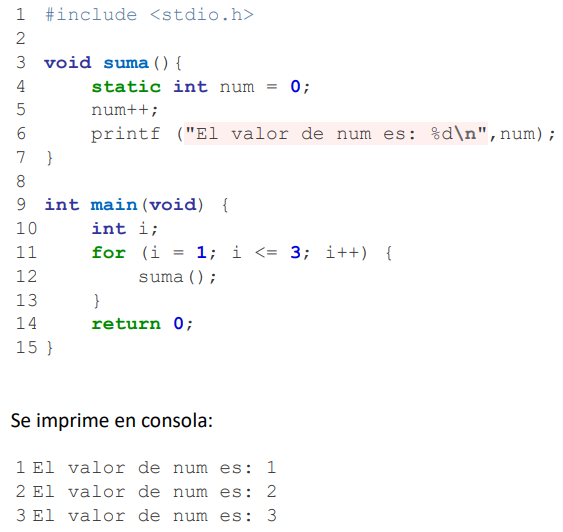 1 #include <stdio.h>
2
3 void suma(){
4     static int num = 0;
5     num++;
6     printf ("El valor de num es: %d\n",num);
7 }
8
9 int main(void) {
10     int i;
11     for (i = 1; i <= 3; i++) {
12         suma();
13     }
14     return 0;
15 }
Se imprime en consola:
1 El valor de num es: 1
2 El valor de num es: 2
3 El valor de num es: 3